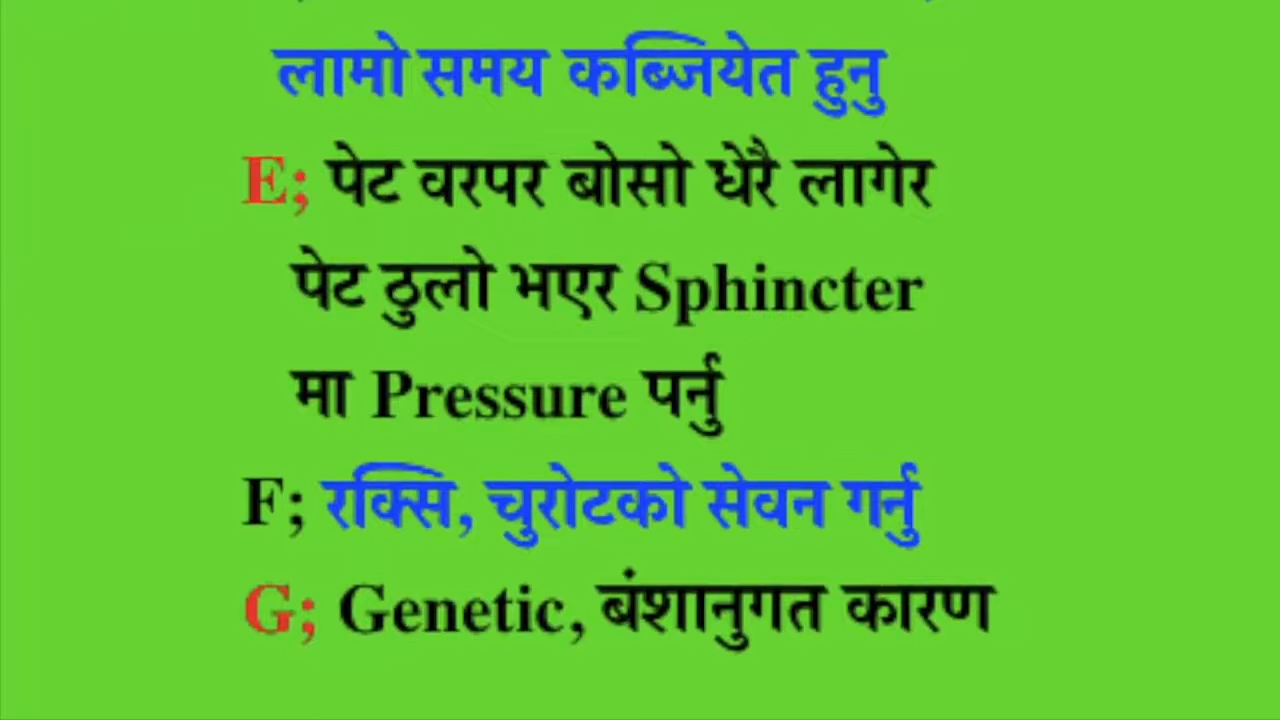 लामो समय कब्जियेत हुनु
E; पेट वरपर बोसो धेरै लागेर
पेट ठुलो भएर Sphincter
मा Pressure पर्नु
F; रक्सि, चुरोटको सेवन गर्नु
G; Genetic, बंशानुगत कारण